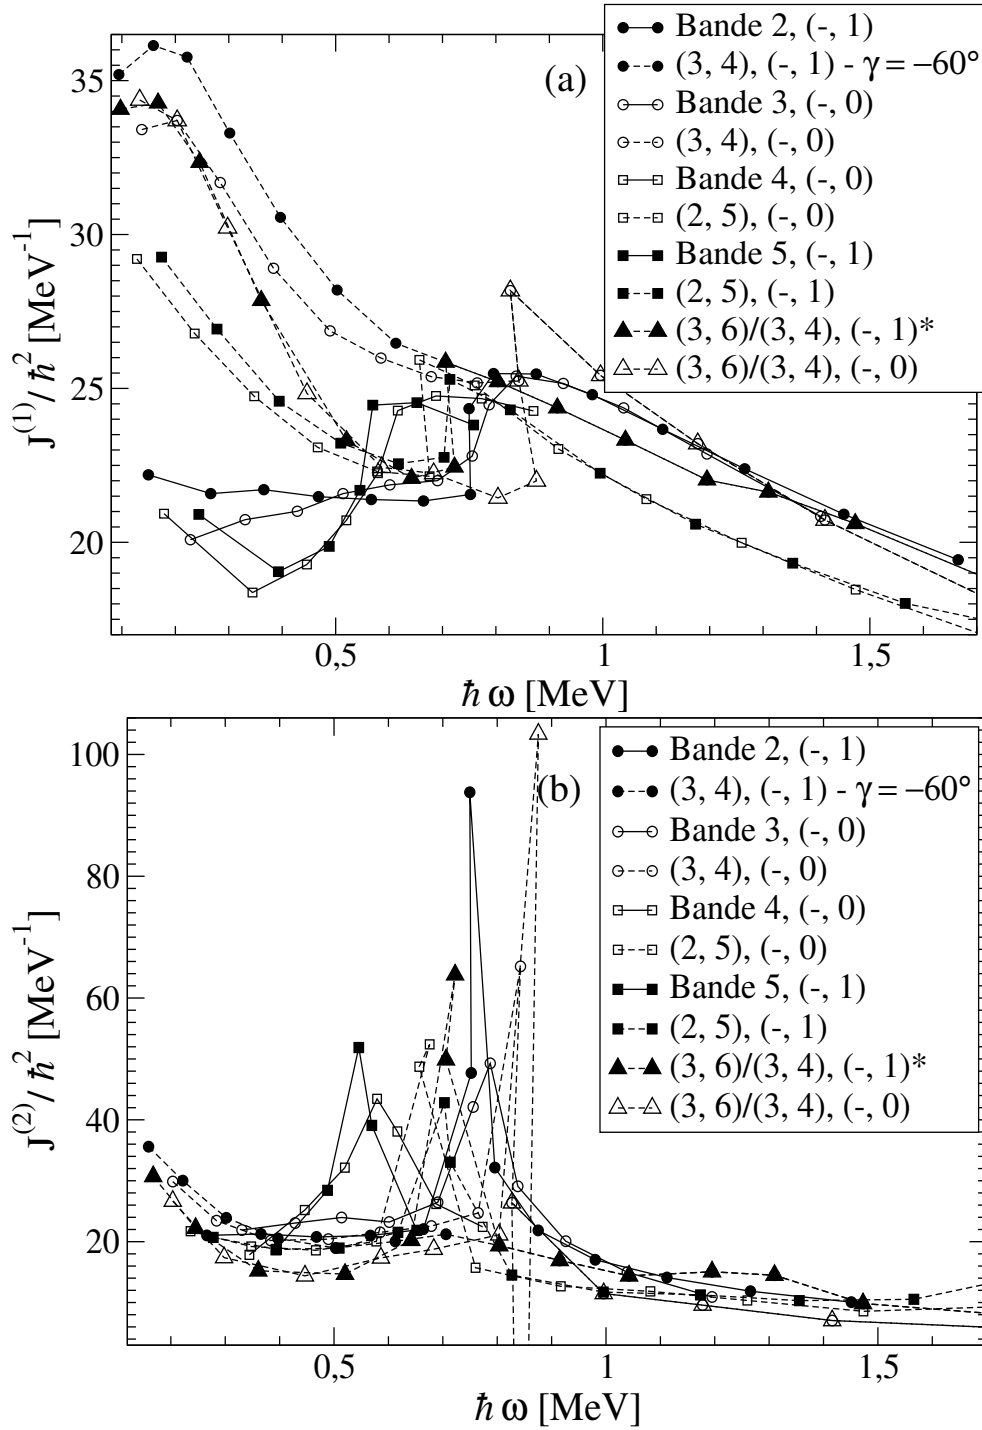 Bande 2, (-, 1)
(3, 4), (-, 1) - γ = −60°
Bande 3, (-, 0)
(3, 4), (-, 0)
Bande 4, (-, 0)
(2, 5), (-, 0)
Bande 5, (-, 1)
(2, 5), (-, 1)
(3, 6)/(3, 4), (-, 1)*
(3, 6)/(3, 4), (-, 0)
(a)
35
30
25
20
J⁽¹⁾/ħ² [MeV⁻¹]
0,5
1
1,5
ħ ω [MeV]
Bande 2, (-, 1)
(3, 4), (-, 1) - γ = −60°
Bande 3, (-, 0)
(3, 4), (-, 0)
Bande 4, (-, 0)
(2, 5), (-, 0)
Bande 5, (-, 1)
(2, 5), (-, 1)
(3, 6)/(3, 4), (-, 1)*
(3, 6)/(3, 4), (-, 0)
(b)
100
80
60
40
20
J⁽²⁾/ħ² [MeV⁻¹]
0,5
1
1,5
ħ ω [MeV]